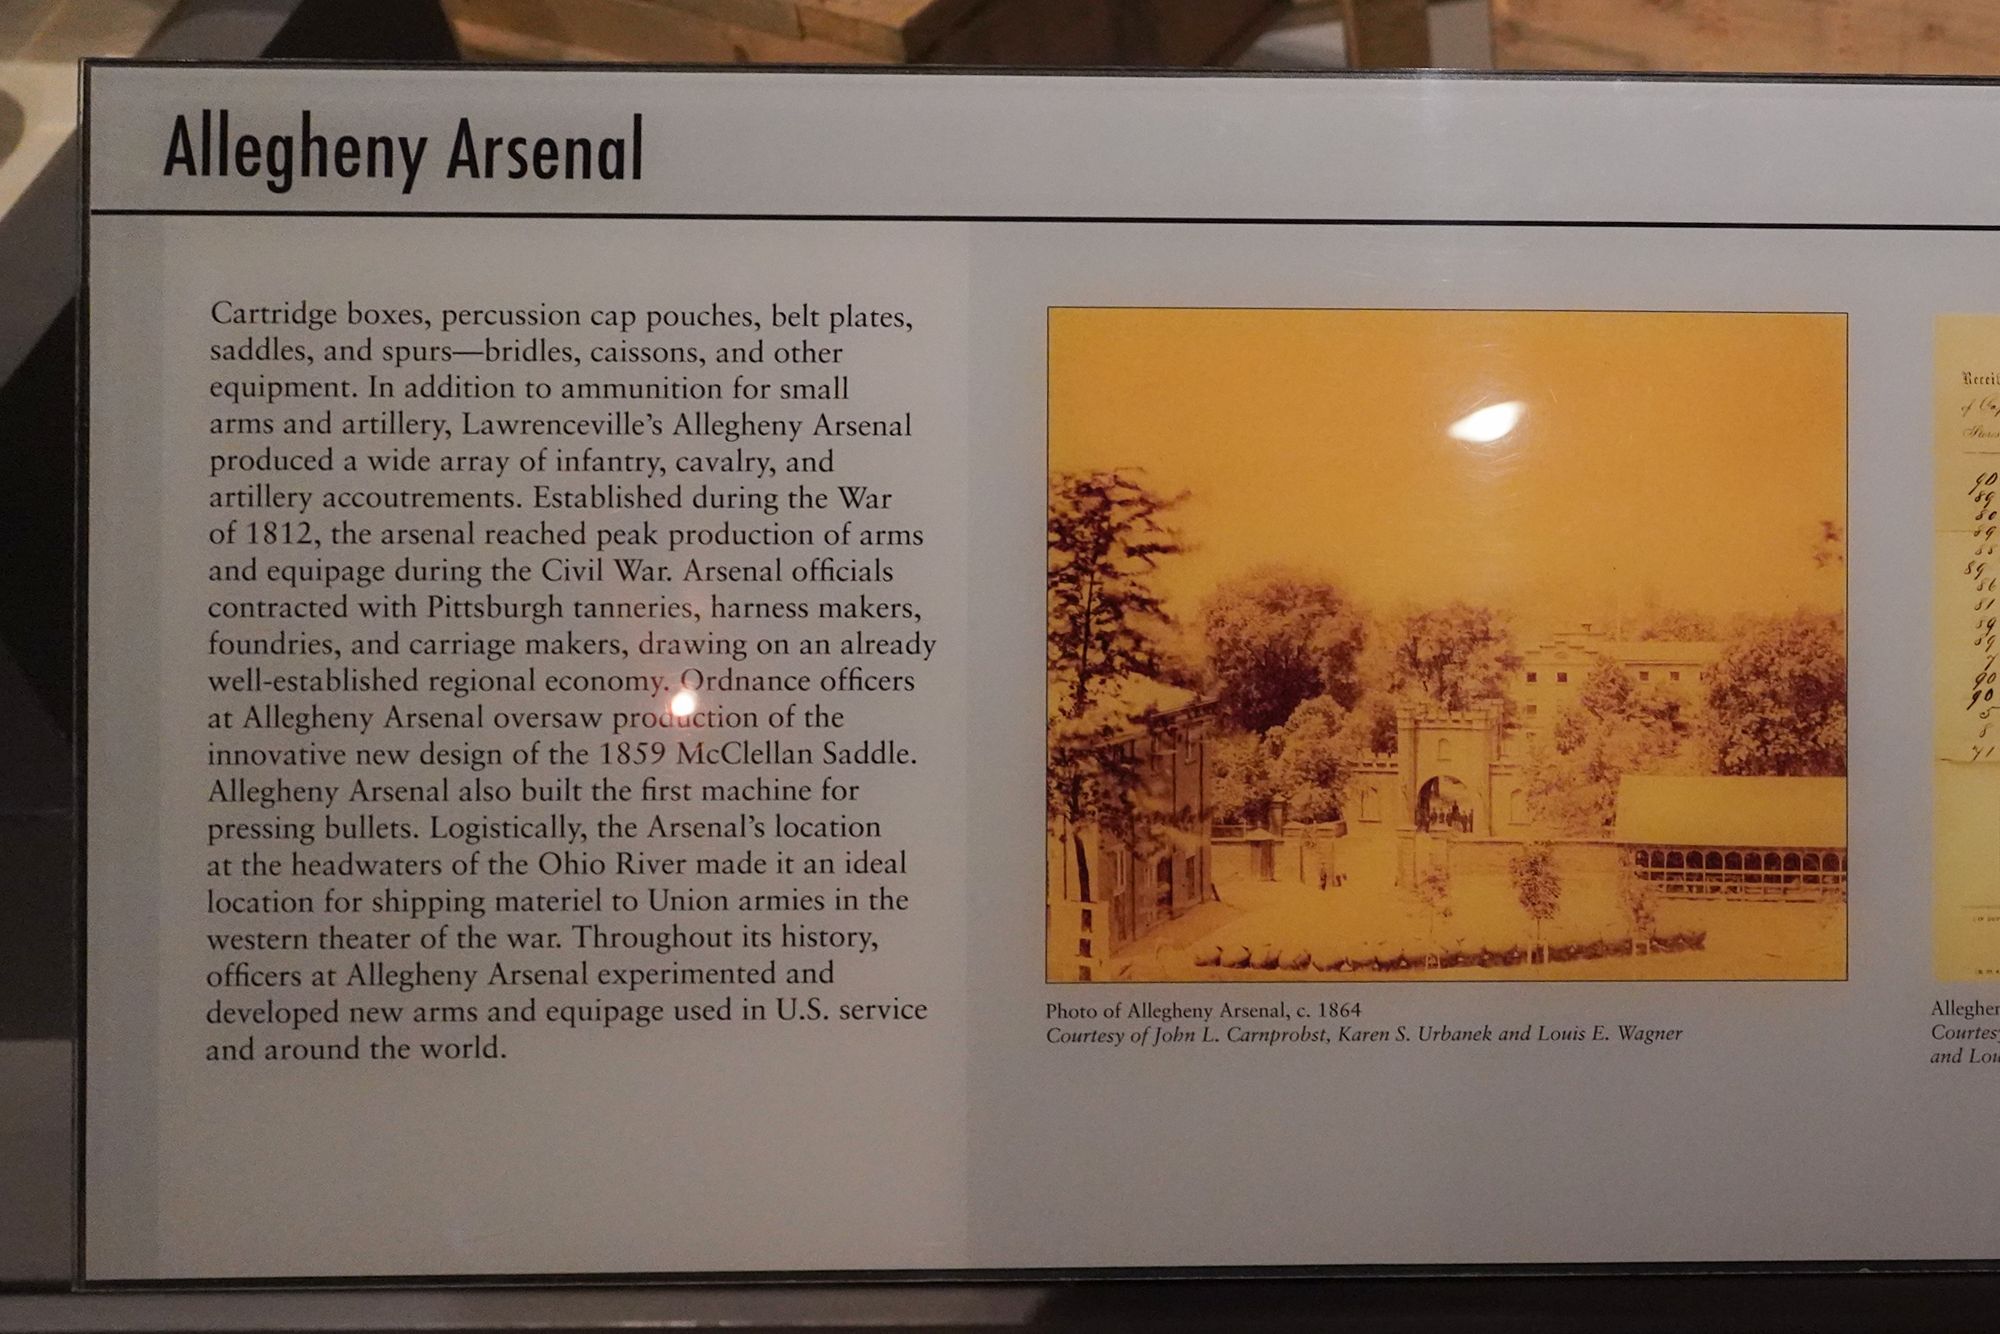 Allegheny Arsenal
Cartridge boxes, percussion cap pouches, belt plates,
saddles, and spurs—bridles, caissons, and other
equipment. In addition to ammunition for small
arms and artillery, Lawrenceville's Allegheny Arsenal
produced a wide array of infantry, cavalry, and
artillery accoutrements. Established during the War
of 1812, the arsenal reached peak production of arms
and equipage during the Civil War. Arsenal officials
contracted with Pittsburgh tanneries, harness makers,
foundries, and carriage makers, drawing on an already
well-established regional economy. Ordnance officers
at Allegheny Arsenal oversaw production of the
innovative new design of the 1859 McClellan Saddle.
Allegheny Arsenal also built the first machine for
pressing bullets. Logistically, the Arsenal's location
at the headwaters of the Ohio River made it an ideal
location for shipping materiel to Union armies in the
western theater of the war. Throughout its history,
officers at Allegheny Arsenal experimented and
developed new arms and equipage used in U.S. service
and around the world.
Photo of Allegheny Arsenal, c. 1864
Courtesy of John L. Carnprobst, Karen S. Urbanek and Louis E. Wagner
and